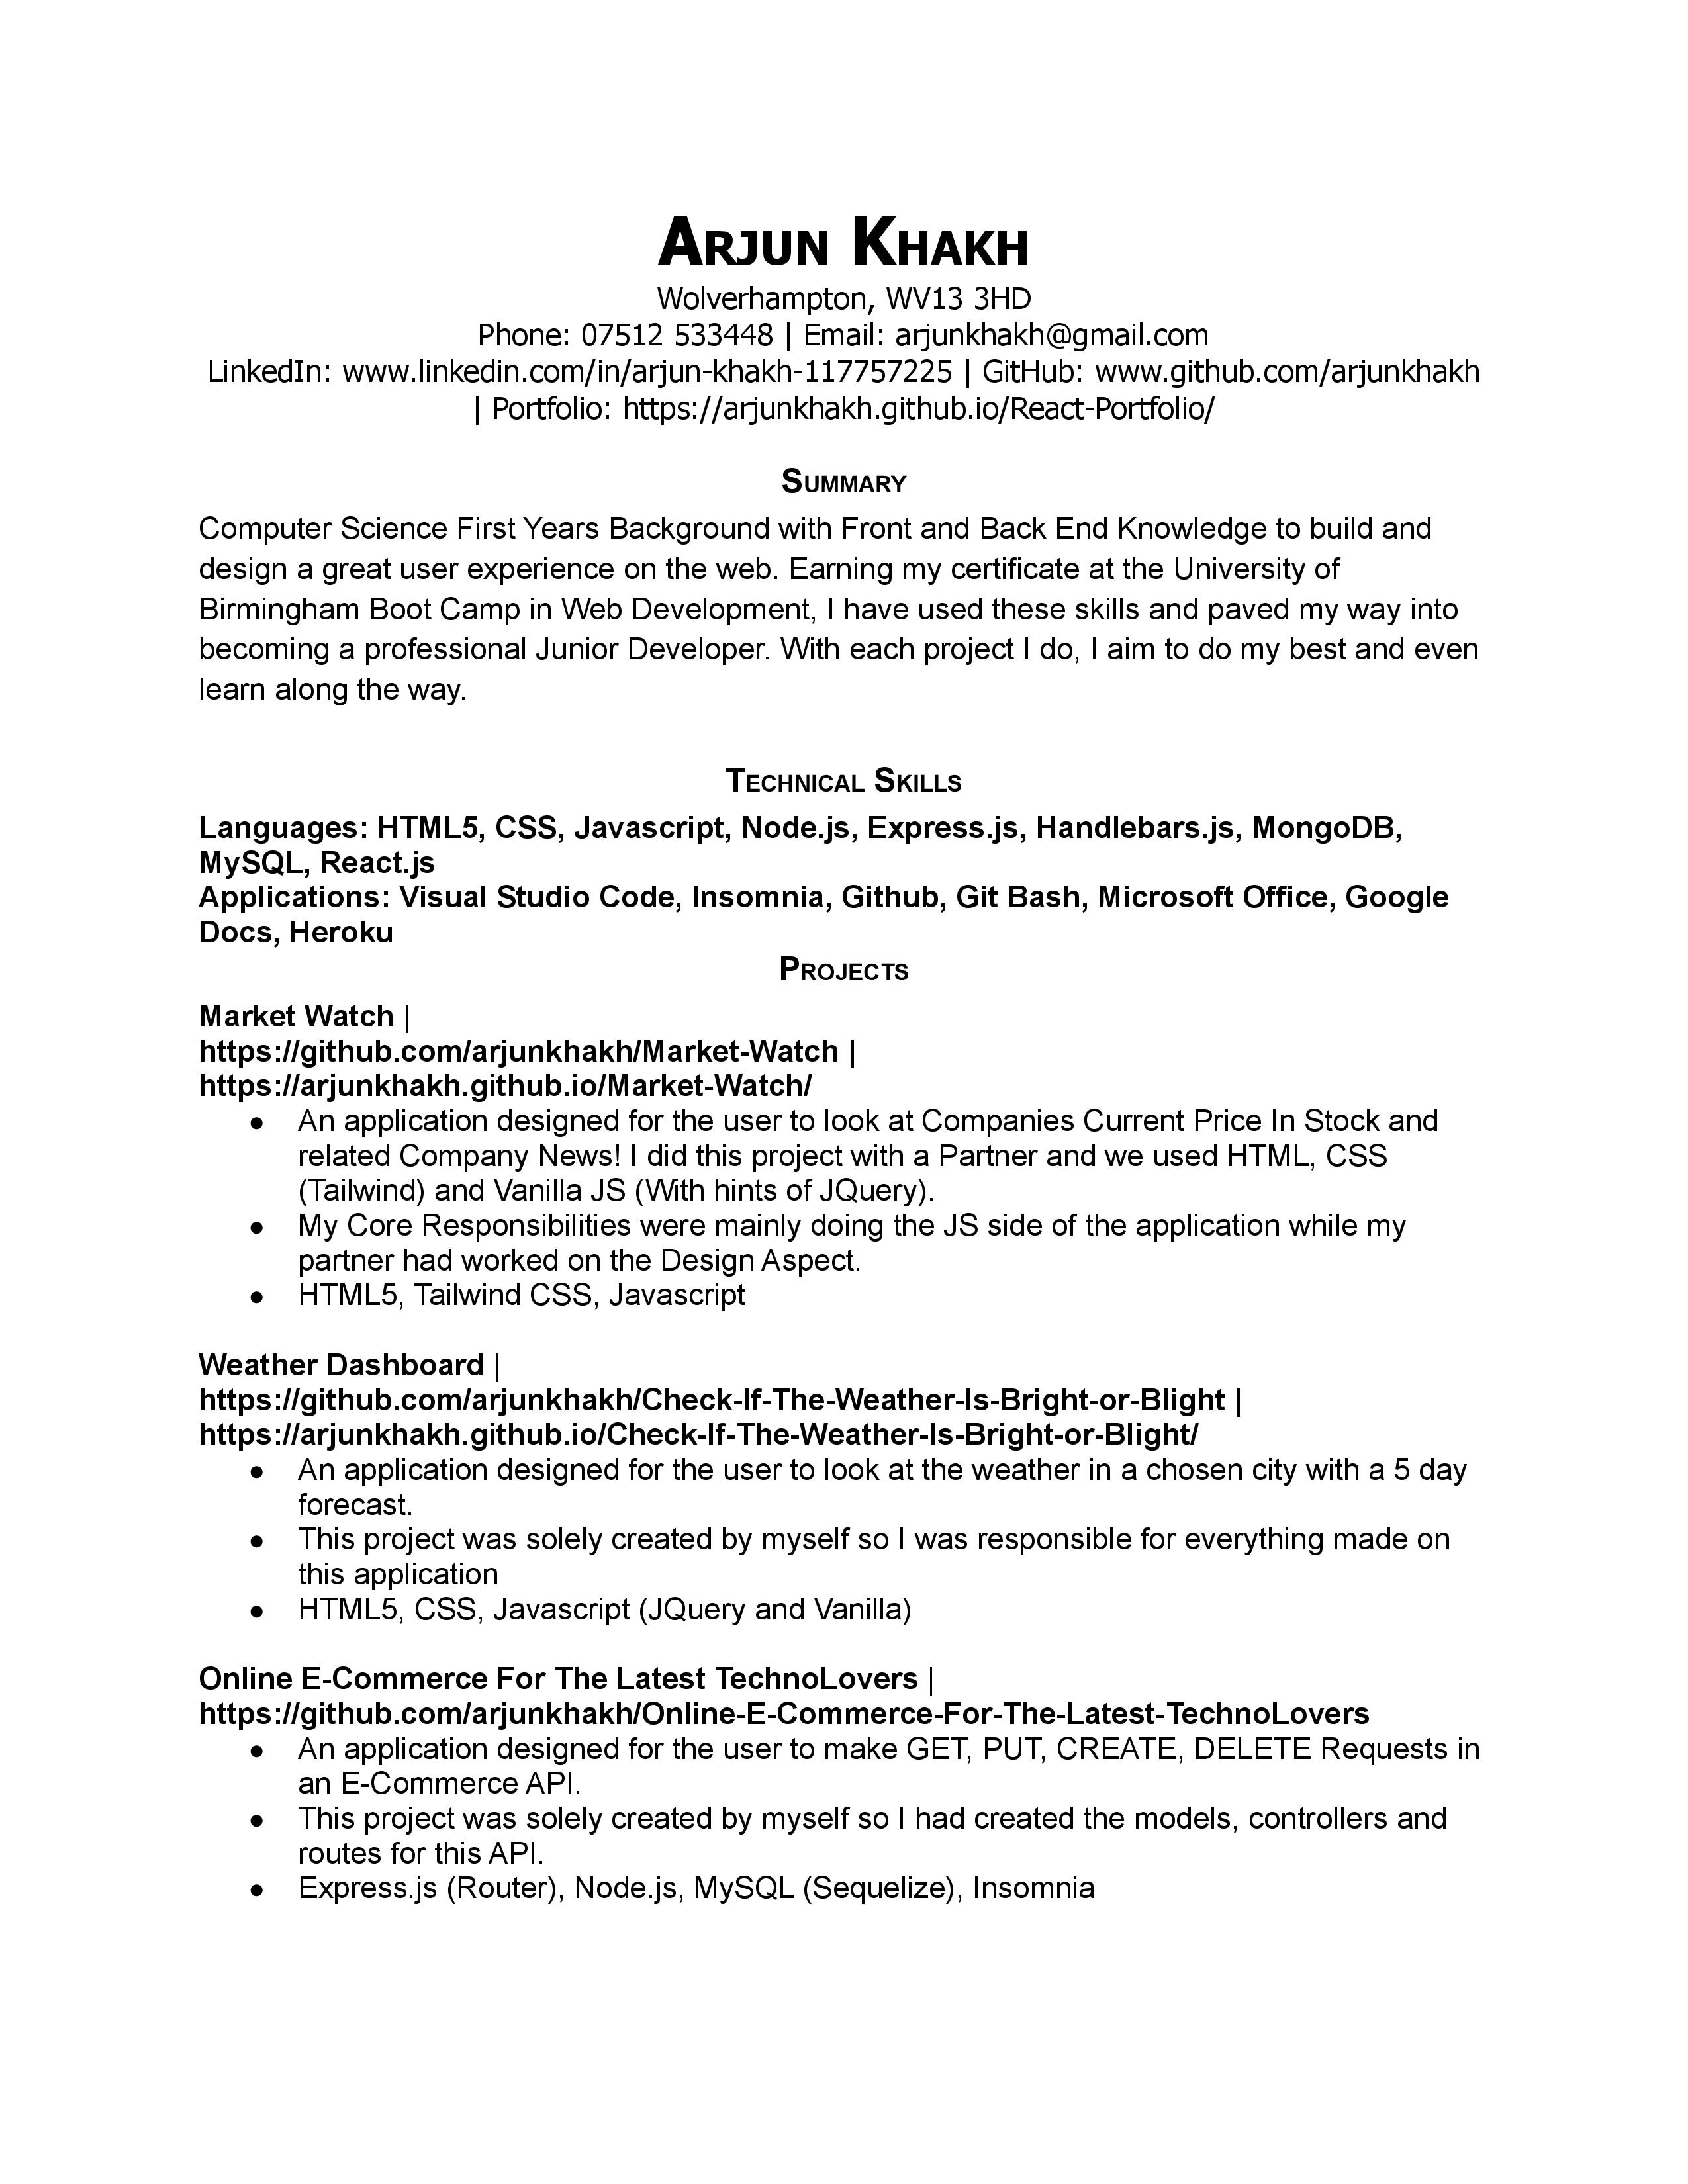 Arjun Khakh
Wolverhampton, WV13 3HD
Phone: 07512 533448 | Email: arjunkhakh@gmail.com
LinkedIn: www.linkedin.com/in/arjun-khakh-117757225 | GitHub: www.github.com/arjunkhakh
| Portfolio: https://arjunkhakh.github.io/React-Portfolio/
Summary
Computer Science First Years Background with Front and Back End Knowledge to build and
design a great user experience on the web. Earning my certificate at the University of
Birmingham Boot Camp in Web Development, I have used these skills and paved my way into
becoming a professional Junior Developer. With each project I do, I aim to do my best and even
learn along the way.
Technical Skills
Languages: HTML5, CSS, Javascript, Node.js, Express.js, Handlebars.js, MongoDB,
MySQL, React.js
Applications: Visual Studio Code, Insomnia, Github, Git Bash, Microsoft Office, Google
Docs, Heroku
Projects
Market Watch |
https://github.com/arjunkhakh/Market-Watch |
https://arjunkhakh.github.io/Market-Watch/
● An application designed for the user to look at Companies Current Price In Stock and
related Company News! I did this project with a Partner and we used HTML, CSS
(Tailwind) and Vanilla JS (With hints of JQuery).
● My Core Responsibilities were mainly doing the JS side of the application while my
partner had worked on the Design Aspect.
● HTML5, Tailwind CSS, Javascript
Weather Dashboard |
https://github.com/arjunkhakh/Check-If-The-Weather-Is-Bright-or-Blight |
https://arjunkhakh.github.io/Check-If-The-Weather-Is-Bright-or-Blight/
● An application designed for the user to look at the weather in a chosen city with a 5 day
forecast.
● This project was solely created by myself so I was responsible for everything made on
this application
● HTML5, CSS, Javascript (JQuery and Vanilla)
Online E-Commerce For The Latest TechnoLovers |
https://github.com/arjunkhakh/Online-E-Commerce-For-The-Latest-TechnoLovers
● An application designed for the user to make GET, PUT, CREATE, DELETE Requests in
an E-Commerce API.
● This project was solely created by myself so I had created the models, controllers and
routes for this API.
● Express.js (Router), Node.js, MySQL (Sequelize), Insomnia